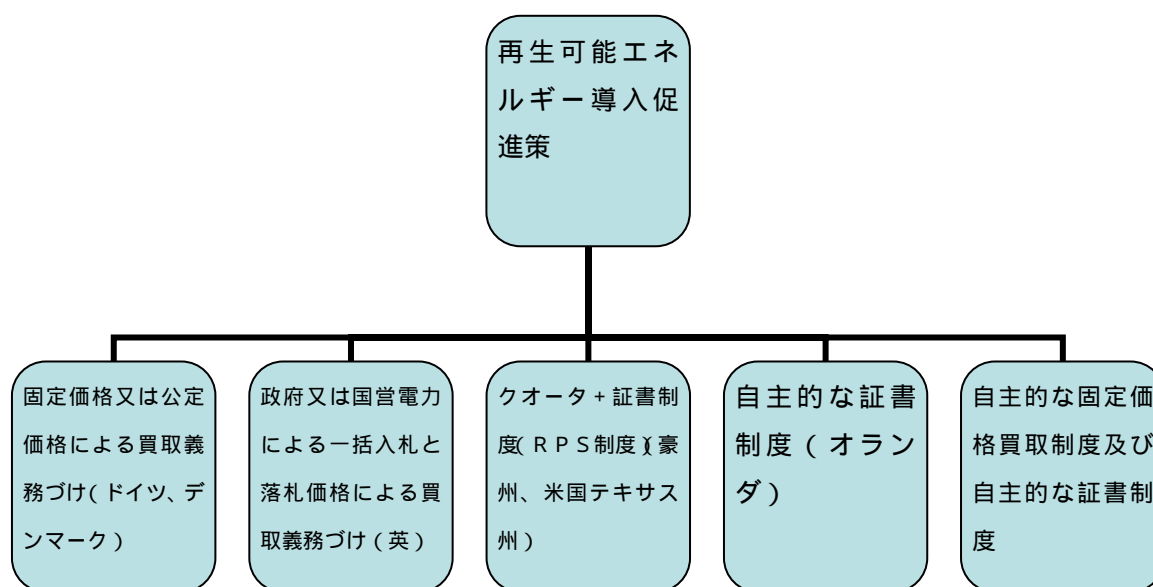 再生可能エネ
ルギー導入促
進策
固定価格又は公定
価格による買取義
務づけ(ドイツ、デ
ンマーク)
政府又は国営電力
による一括入札と
落札価格による買
取義務づけ(英)
クオータ+証書制
度(RPS制度)(豪
州、米国テキサス
州)
自主的な証書
制度(オラン
ダ)
自主的な固定価
格買取制度及び
自主的な証書制
度